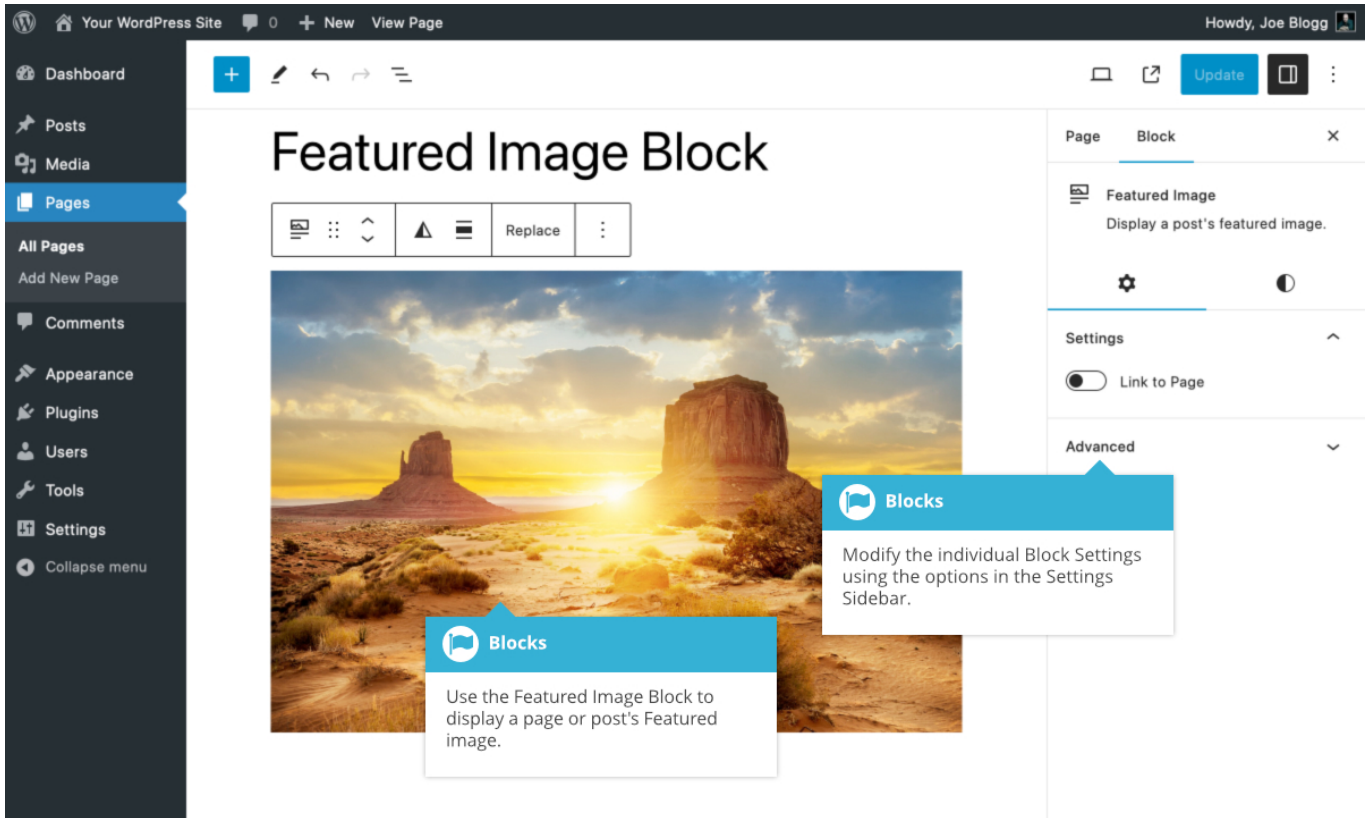 Your WordPress Site 0 New View Page Howdy, Joe Blogg
Dashboard
Posts
Media
Pages
All Pages
Add New Page
Comments
Appearance
Plugins
Users
Tools
Settings
Collapse menu
Update
Featured Image Block
Replace
Page Block
Featured Image
Display a post's featured image.
Settings
Link to Page
Advanced
Blocks
Modify the individual Block Settings
using the options in the Settings
Sidebar.
Blocks
Use the Featured Image Block to
display a page or post's Featured
image.